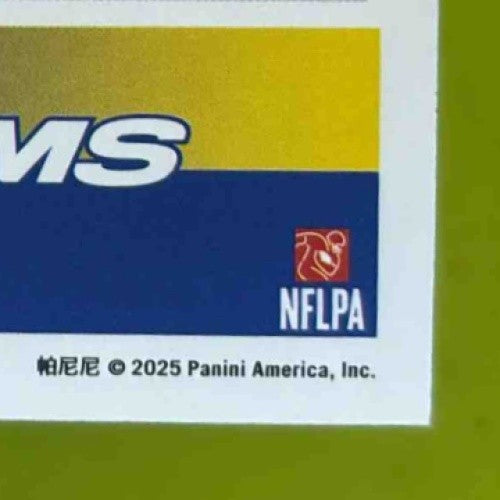 MS
NFLPA
帕尼尼 © 2025 Panini America, Inc.